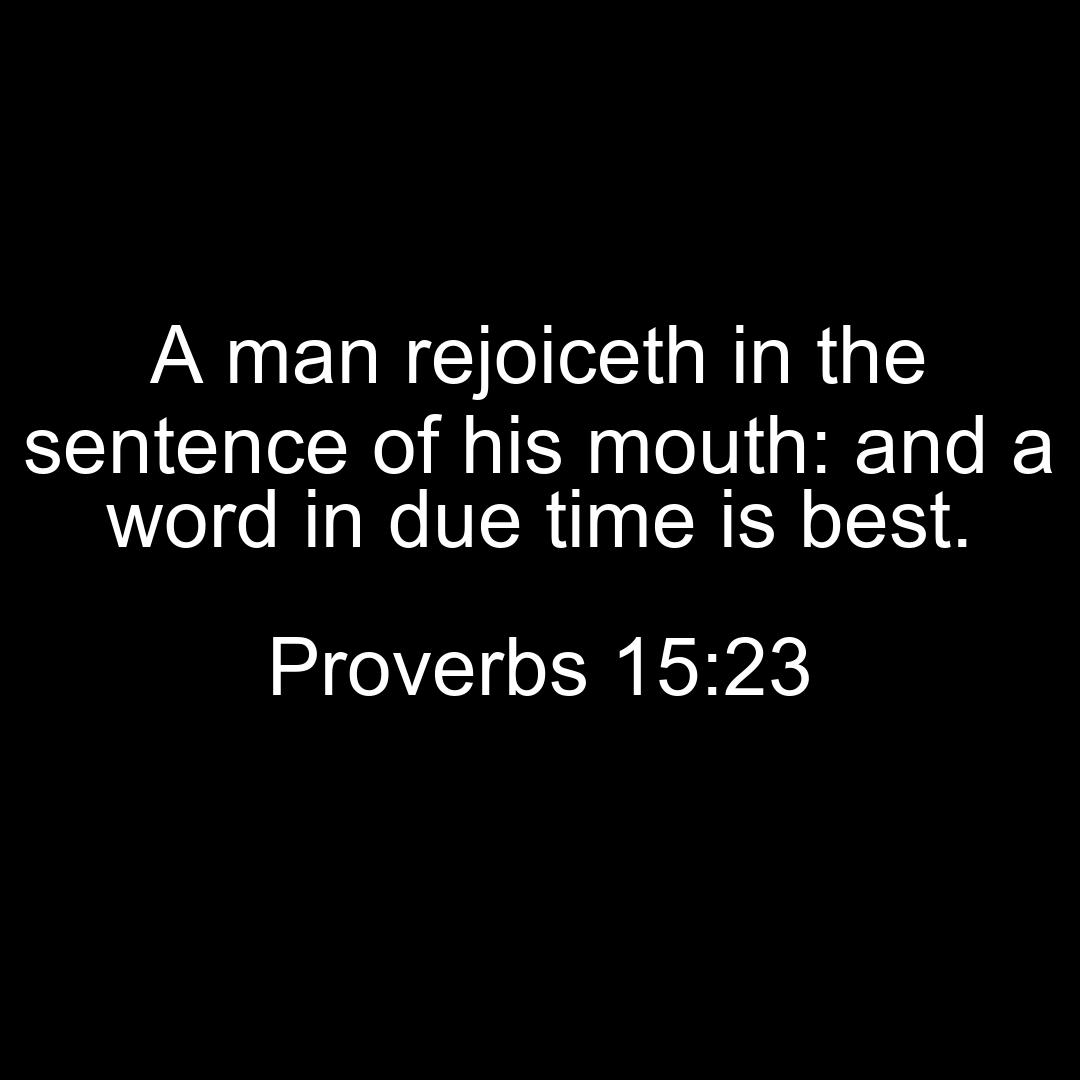 A man rejoiceth in the
sentence of his mouth: and a
word in due time is best.
Proverbs 15:23